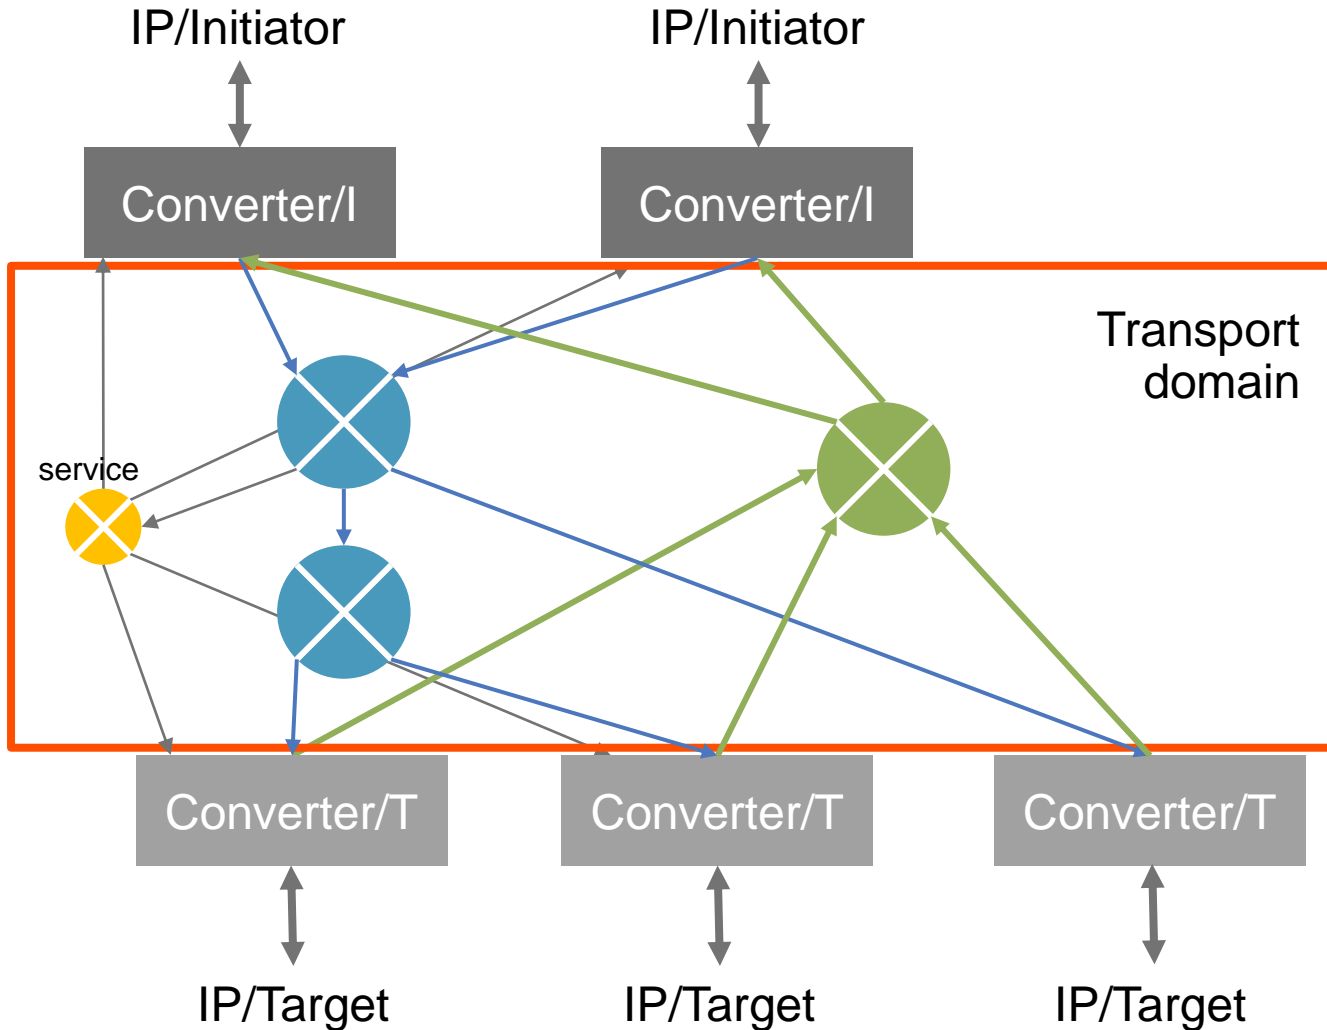 IP/Initiator
IP/Initiator
Converter/I
Converter/I
Transport
domain
service
Converter/T
Converter/T
Converter/T
IP/Target
IP/Target
IP/Target